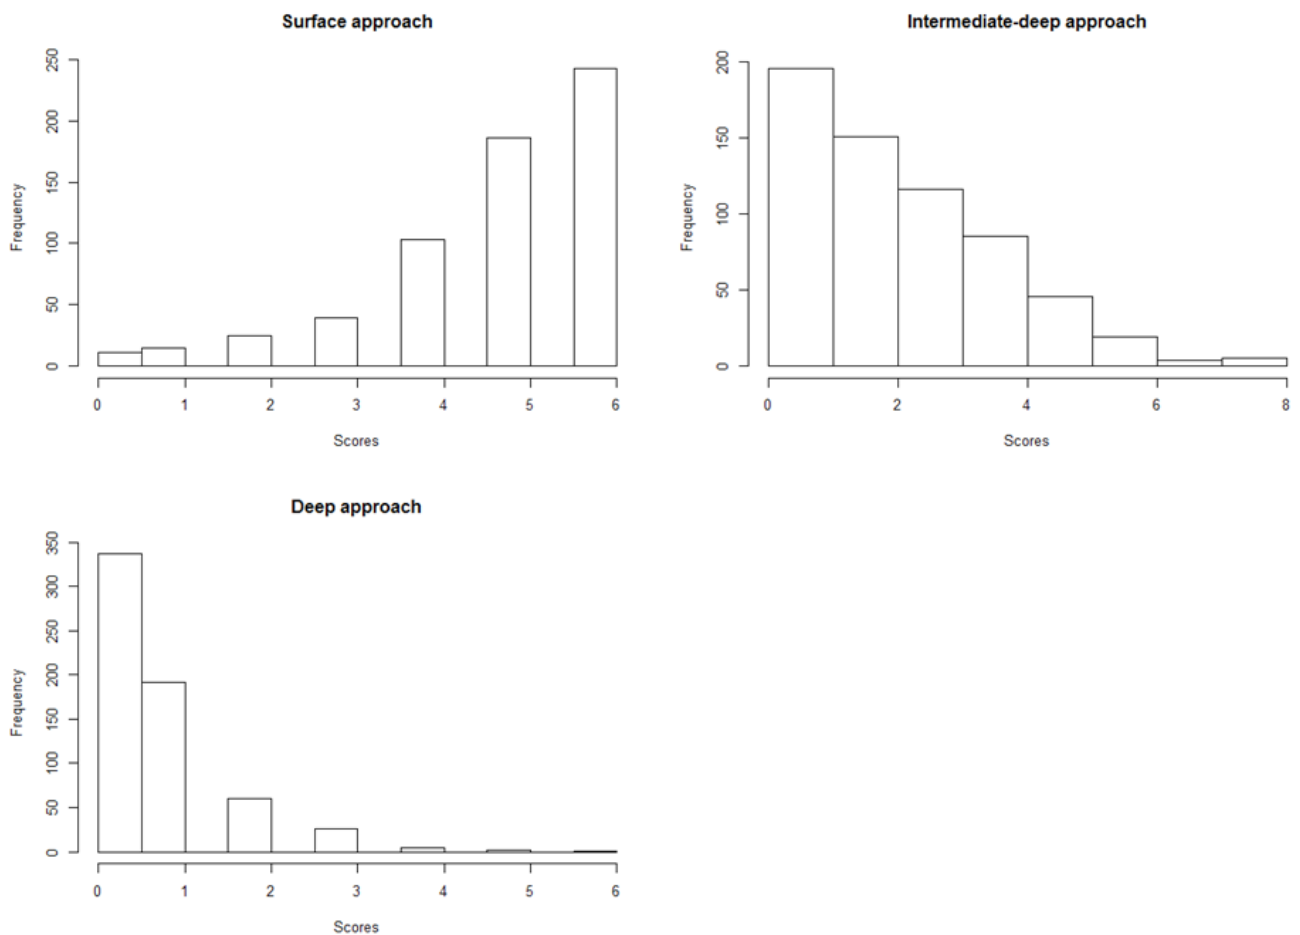 Surface approach
Frequency
250
200
150
100
50
0
0 1 2 3 4 5 6
Scores
Intermediate-deep approach
Frequency
200
150
100
50
0
0 2 4 6 8
Scores
Deep approach
Frequency
350
300
250
200
150
100
50
0
0 1 2 3 4 5 6
Scores